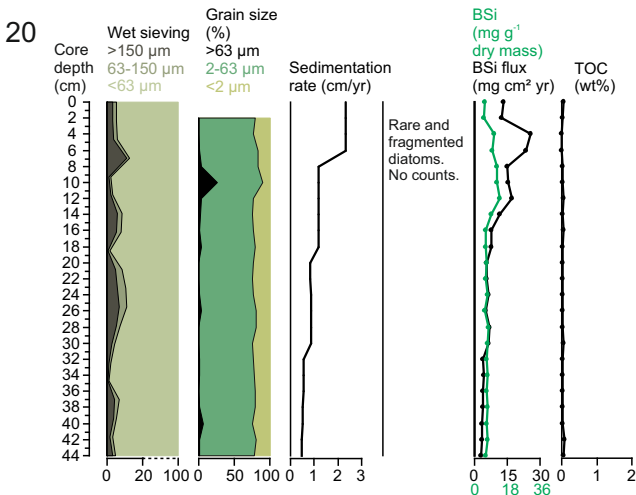 20
Core
depth
(cm)
Wet sieving
>150 µm
63-150 µm
<63 µm
Grain size
(%)
>63 µm
2-63 µm
<2 µm
Sedimentation
rate (cm/yr)
Rare and
fragmented
diatoms.
No counts.
BSi
(mg g⁻¹
dry mass)
BSi flux
(mg cm² yr)
TOC
(wt%)
0
2
4
6
8
10
12
14
16
18
20
22
24
26
28
30
32
34
36
38
40
42
44
0 20 100
0 50 100
0 1 2 3
0 15 30
0 18 36
0 1 2